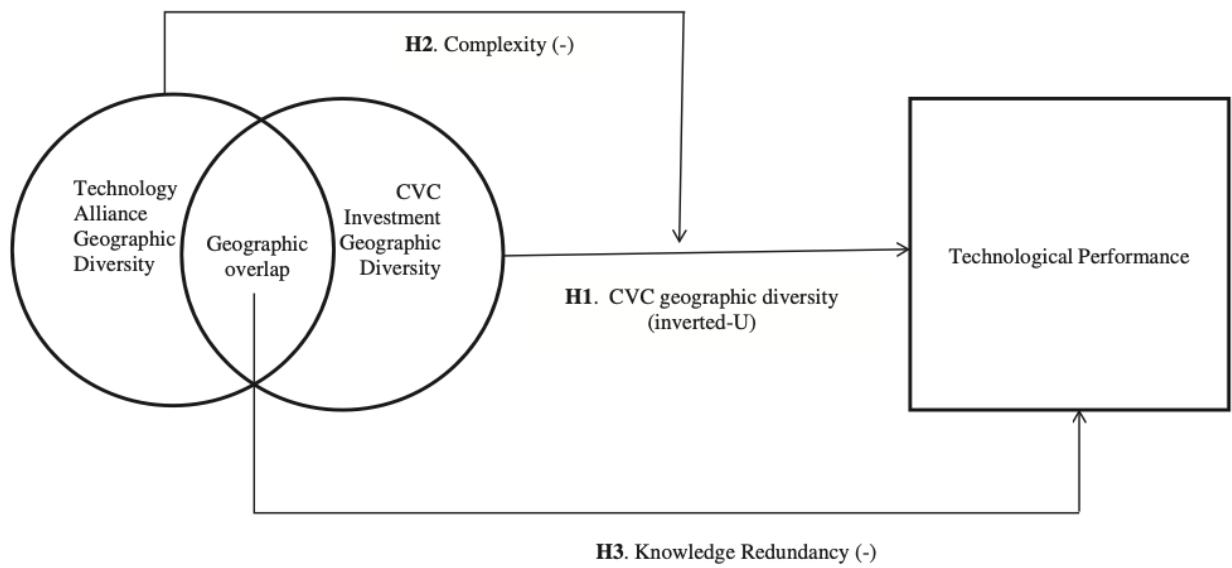 H2. Complexity (-)
Technology
Alliance
Geographic
Diversity
Geographic
overlap
CVC
Investment
Geographic
Diversity
H1. CVC geographic diversity
(inverted-U)
Technological Performance
H3. Knowledge Redundancy (-)